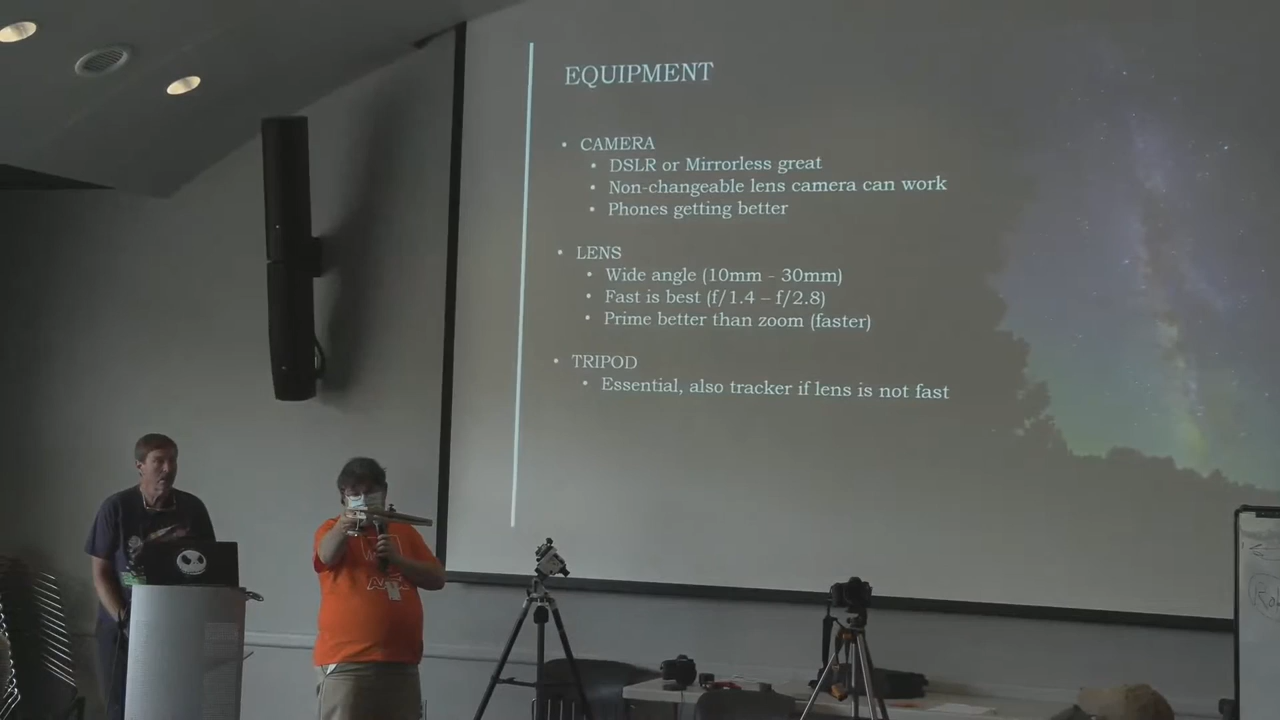 EQUIPMENT
• CAMERA
• DSLR or Mirrorless great
• Non-changeable lens camera can work
• Phones getting better
• LENS
• Wide angle (10mm - 30mm)
• Fast is best (f/1.4 – f/2.8)
• Prime better than zoom (faster)
• TRIPOD
• Essential, also tracker if lens is not fast